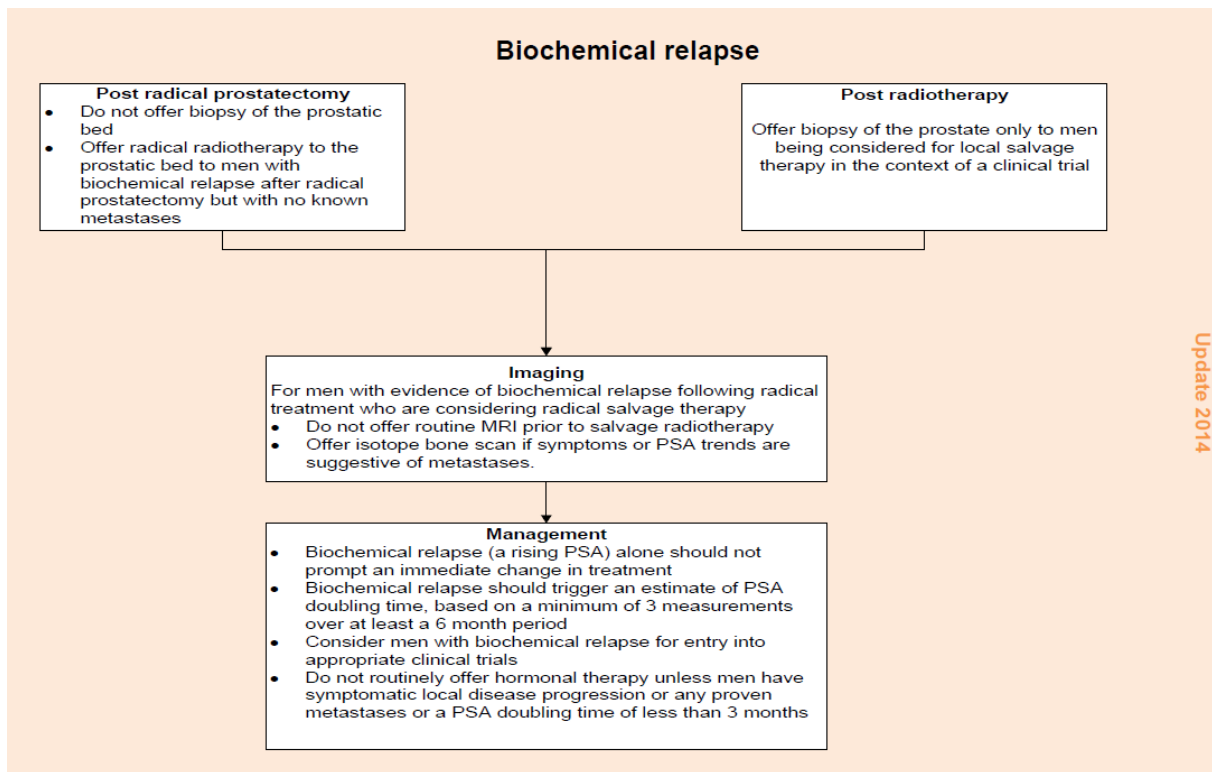 Biochemical relapse
Post radical prostatectomy
• Do not offer biopsy of the prostatic
bed
• Offer radical radiotherapy to the
prostatic bed to men with
biochemical relapse after radical
prostatectomy but with no known
metastases
Post radiotherapy
Offer biopsy of the prostate only to men
being considered for local salvage
therapy in the context of a clinical trial
Imaging
For men with evidence of biochemical relapse following radical
treatment who are considering radical salvage therapy
• Do not offer routine MRI prior to salvage radiotherapy
• Offer isotope bone scan if symptoms or PSA trends are
suggestive of metastases.
Management
• Biochemical relapse (a rising PSA) alone should not
prompt an immediate change in treatment
• Biochemical relapse should trigger an estimate of PSA
doubling time, based on a minimum of 3 measurements
over at least a 6 month period
• Consider men with biochemical relapse for entry into
appropriate clinical trials
• Do not routinely offer hormonal therapy unless men have
symptomatic local disease progression or any proven
metastases or a PSA doubling time of less than 3 months
Update 2014